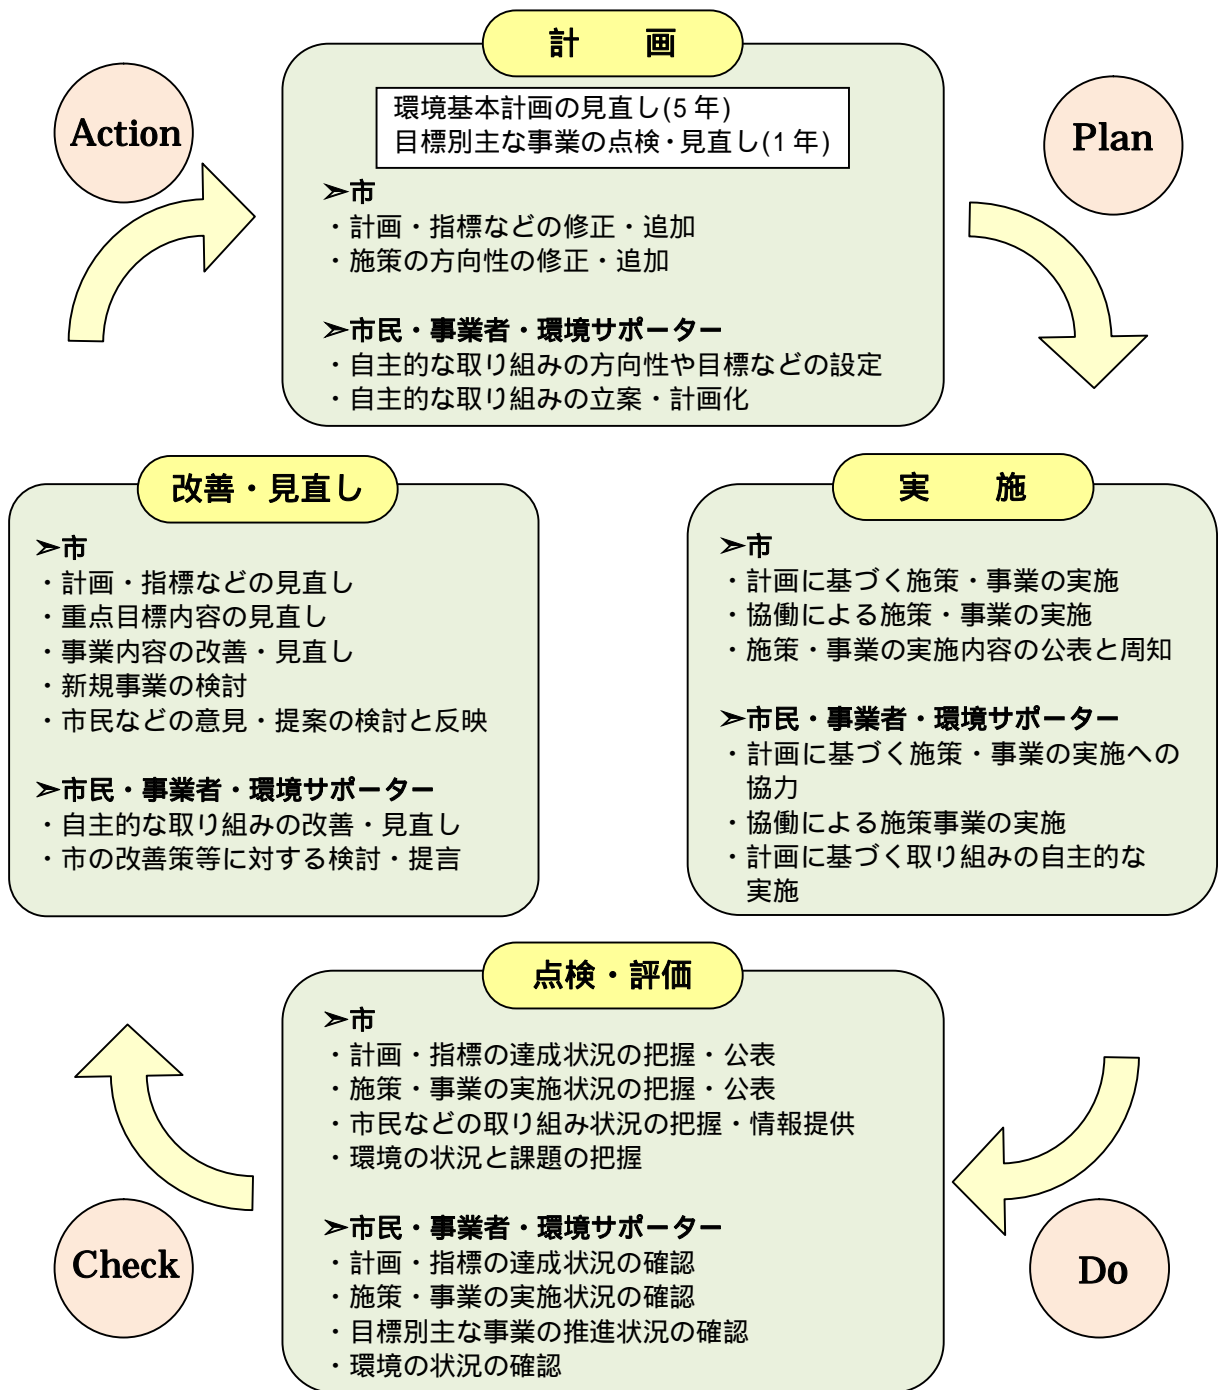 計　　画
Action
Plan
環境基本計画の見直し(5年)
目標別主な事業の点検・見直し(1年)
➢市
・計画・指標などの修正・追加
・施策の方向性の修正・追加
➢市民・事業者・環境サポーター
・自主的な取り組みの方向性や目標などの設定
・自主的な取り組みの立案・計画化
改善・見直し
➢市
・計画・指標などの見直し
・重点目標内容の見直し
・事業内容の改善・見直し
・新規事業の検討
・市民などの意見・提案の検討と反映
➢市民・事業者・環境サポーター
・自主的な取り組みの改善・見直し
・市の改善策等に対する検討・提言
実　　施
➢市
・計画に基づく施策・事業の実施
・協働による施策・事業の実施
・施策・事業の実施内容の公表と周知
➢市民・事業者・環境サポーター
・計画に基づく施策・事業の実施への
協力
・協働による施策事業の実施
・計画に基づく取り組みの自主的な
実施
点検・評価
➢市
・計画・指標の達成状況の把握・公表
・施策・事業の実施状況の把握・公表
・市民などの取り組み状況の把握・情報提供
・環境の状況と課題の把握
➢市民・事業者・環境サポーター
・計画・指標の達成状況の確認
・施策・事業の実施状況の確認
・目標別主な事業の推進状況の確認
・環境の状況の確認
Check
Do